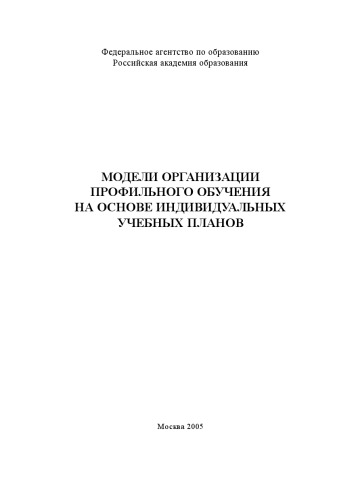 Федеральное агентство по образованию
Российская академия образования
МОДЕЛИ ОРГАНИЗАЦИИ
ПРОФИЛЬНОГО ОБУЧЕНИЯ
НА ОСНОВЕ ИНДИВИДУАЛЬНЫХ
УЧЕБНЫХ ПЛАНОВ
Москва 2005